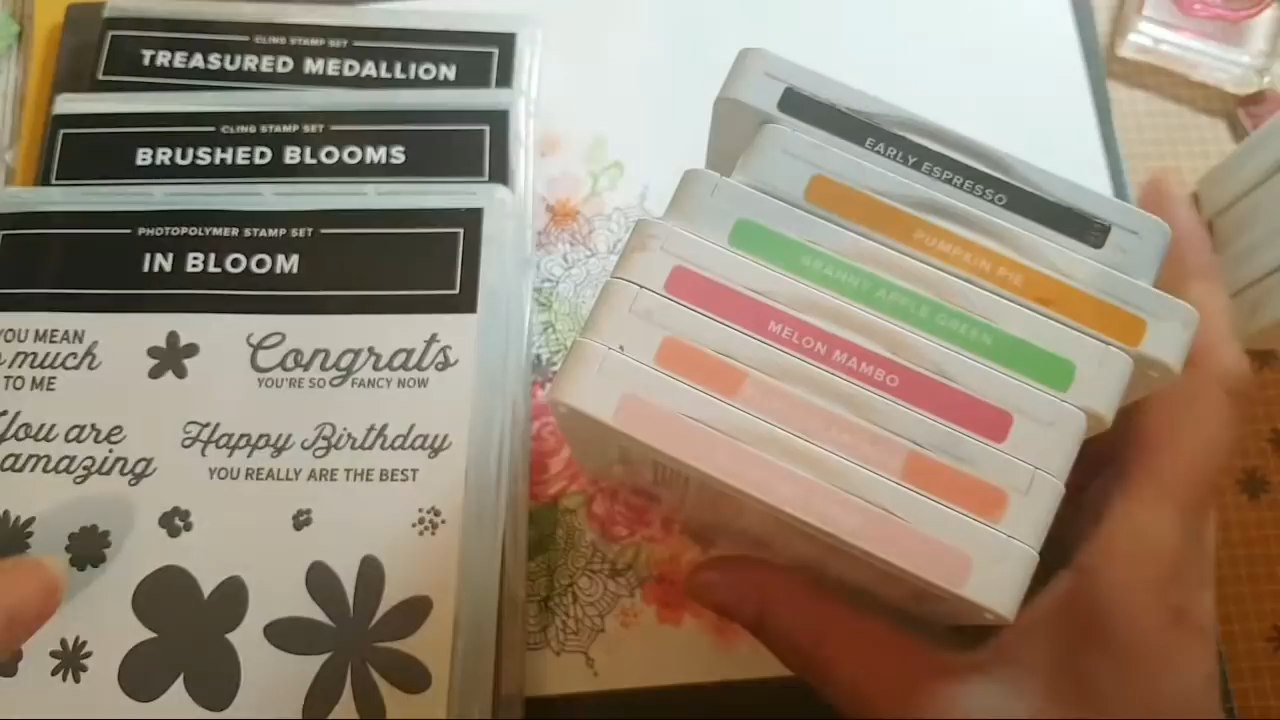 CLING STAMP SET
TREASURED MEDALLION
CLING STAMP SET
BRUSHED BLOOMS
PHOTOPOLYMER STAMP SET
IN BLOOM
YOU MEAN
much
TO ME
Congrats
YOU'RE SO FANCY NOW
You are
amazing
Happy Birthday
YOU REALLY ARE THE BEST
EARLY ESPRESSO
PUMPKIN PIE
GRANNY APPLE GREEN
MELON MAMBO